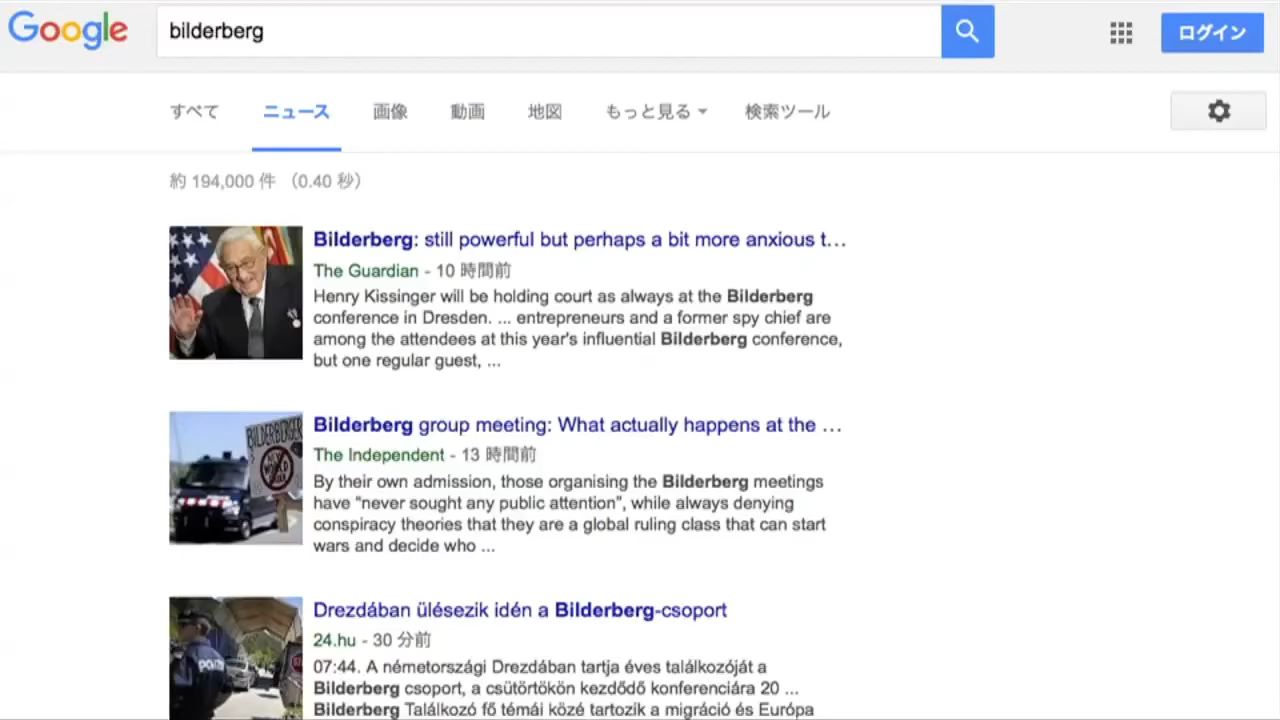 Google
bilderberg
ログイン
すべて ニュース 画像 動画 地図 もっと見る 検索ツール
約 194,000 件 （0.40 秒）
Bilderberg: still powerful but perhaps a bit more anxious t...
The Guardian - 10 時間前
Henry Kissinger will be holding court as always at the Bilderberg
conference in Dresden. ... entrepreneurs and a former spy chief are
among the attendees at this year's influential Bilderberg conference,
but one regular guest, ...
BILDERBERGER
Bilderberg group meeting: What actually happens at the ...
The Independent - 13 時間前
By their own admission, those organising the Bilderberg meetings
have “never sought any public attention”, while always denying
conspiracy theories that they are a global ruling class that can start
wars and decide who ...
Drezdában ülésezik idén a Bilderberg-csoport
24.hu - 30 分前
07:44. A németországi Drezdában tartja éves találkozóját a
Bilderberg csoport, a csütörtökön kezdődő konferenciára 20 ...
Bilderberg Találkozó fő témái közé tartozik a migráció és Európa